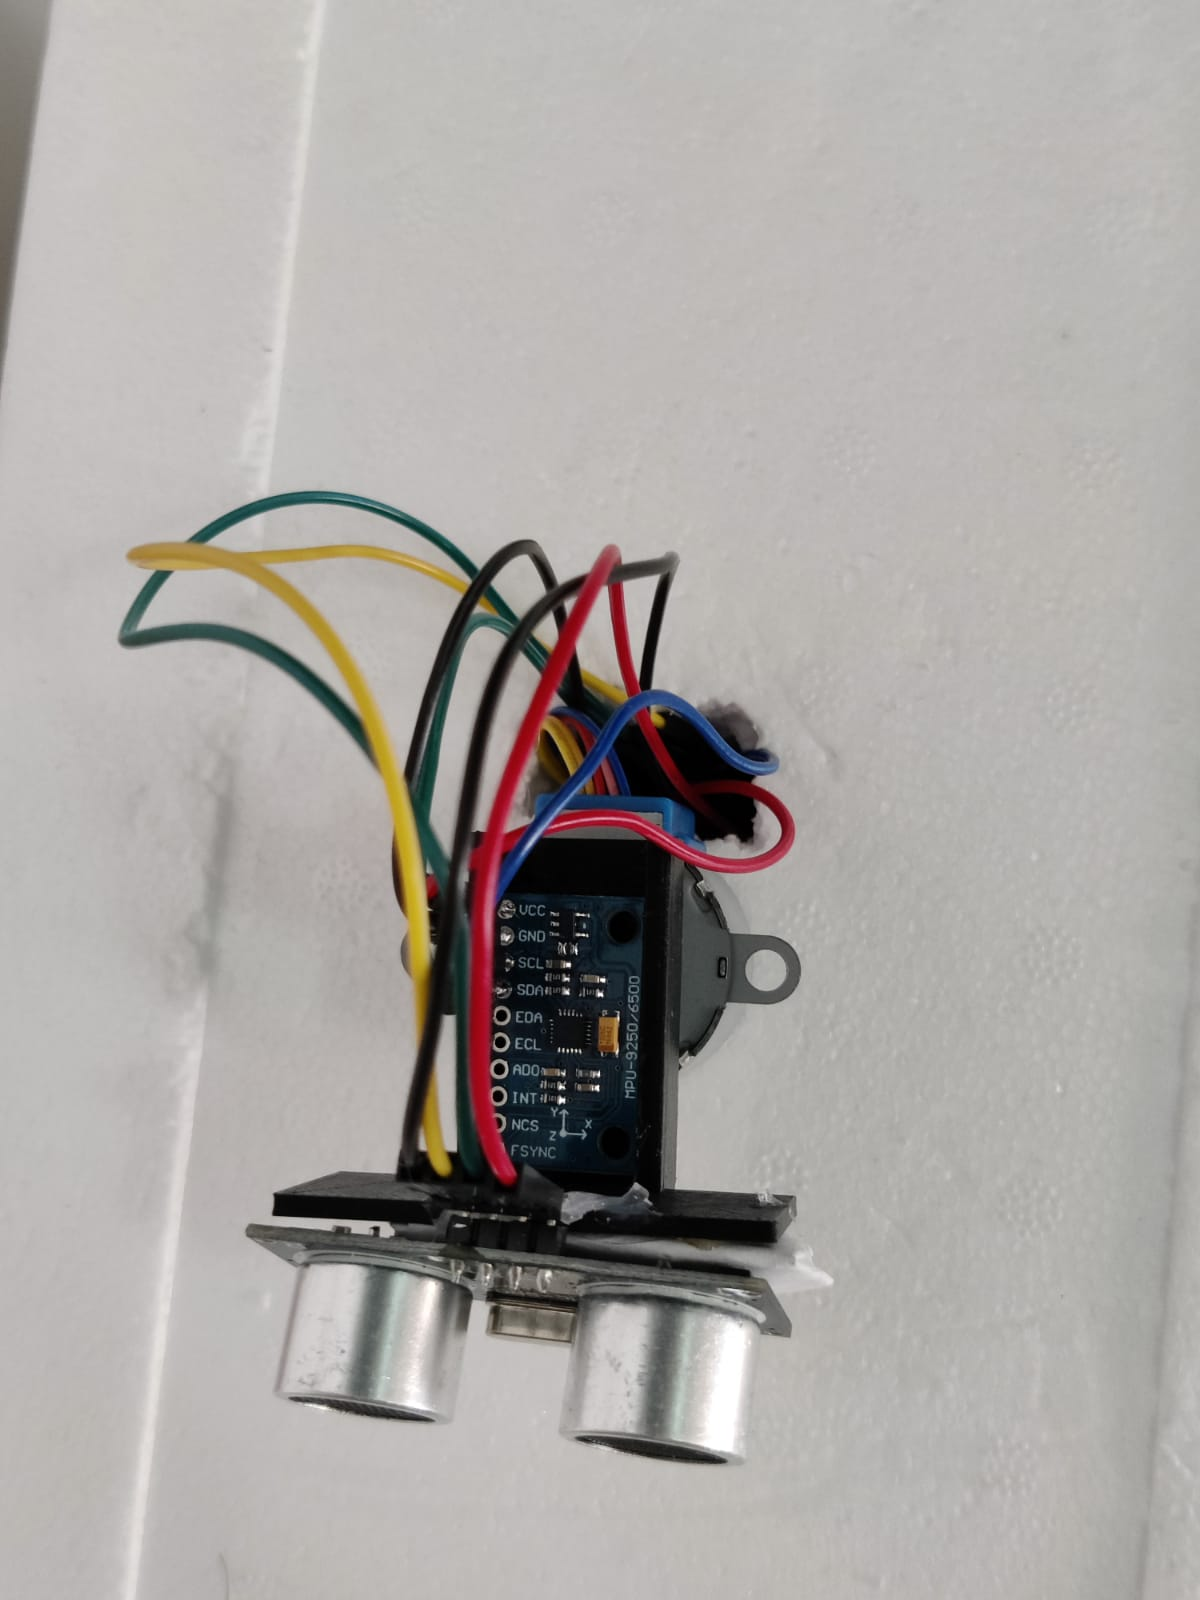 VCC
GND
SCL
SDA
EDA
ECL
ADO
INT
NCS
FSYNC
MPU-9250/6500
Y
Z
X